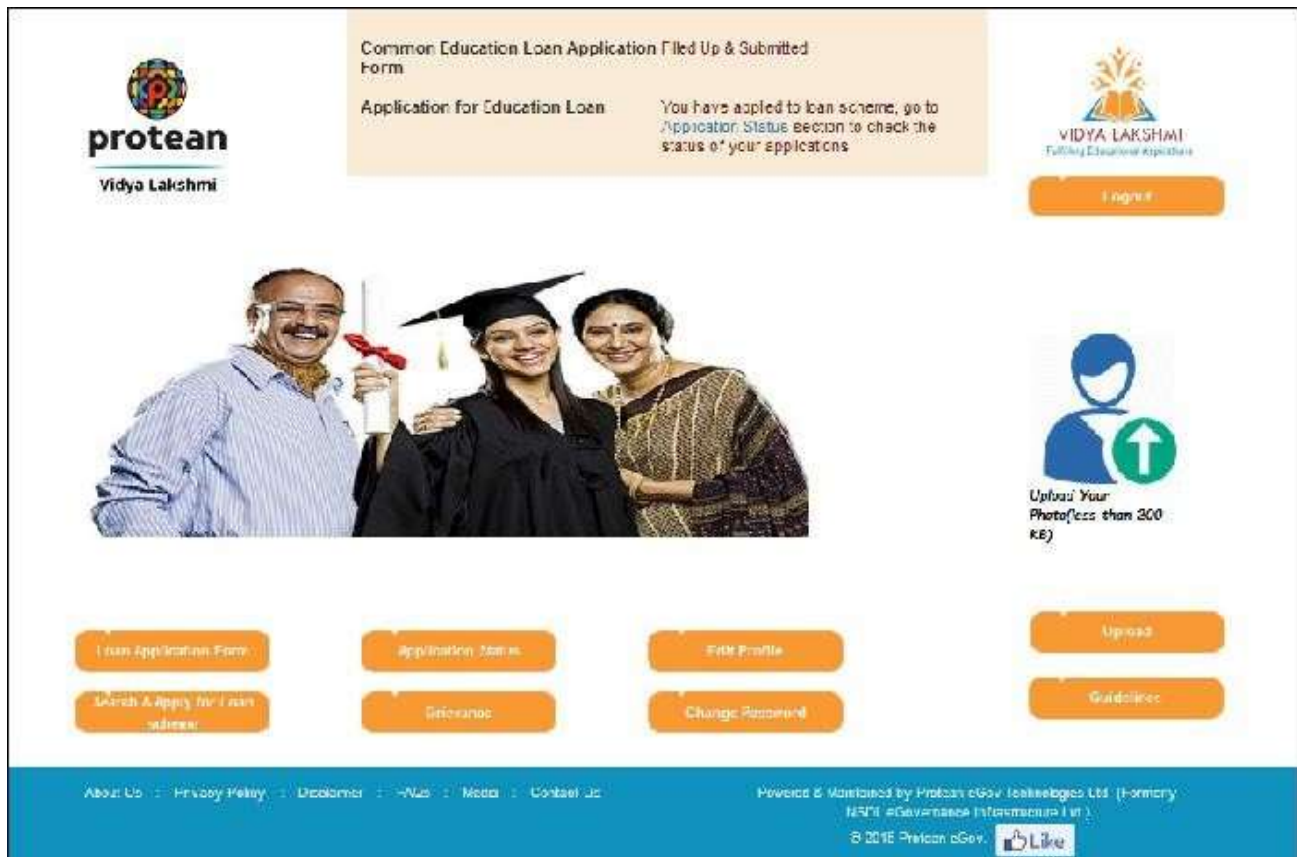 protean
Vidya Lakshmi
Common Education Loan Application Filled Up & Submitted
Form
Application for Education Loan
You have applied to loan scheme, go to
Application Status section to check the
status of your applications
VIDYA LAKSHMI
Fulfilling Educational Aspirations
Logout
Upload Your
Photo(less than 200
KB)
Loan Application Form
Application Status
Edit Profile
Upload
Search & Apply for Loan
Scheme
Grievance
Change Password
Guidelines
About Us : Privacy Policy : Disclaimer : FAQs : Media : Contact Us
Powered & Maintained by Protean eGov Technologies Ltd. (Formerly
NSDL eGovernance Infrastructure Ltd.)
Protean eGov.
Like